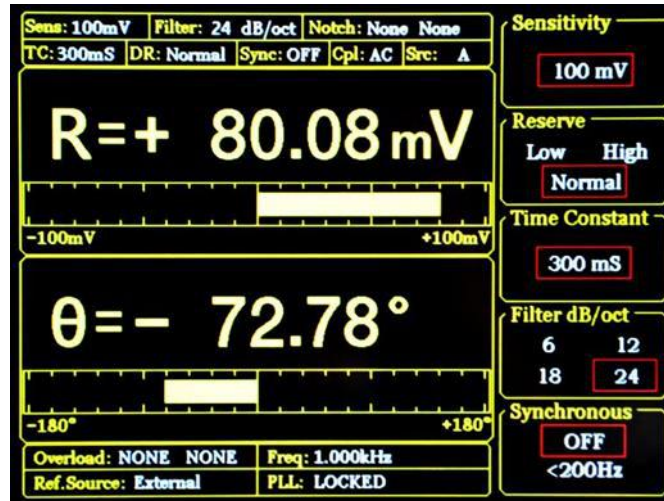 Sens: 100mV Filter: 24 dB/oct Notch: None None
TC: 300mS DR: Normal Sync: OFF Cpl: AC Src: A
R=+ 80.08 mV
-100mV +100mV
θ=- 72.78°
-180° +180°
Overload: NONE NONE Freq: 1.000kHz
Ref.Source: External PLL: LOCKED
Sensitivity
100 mV
Reserve
Low High
Normal
Time Constant
300 mS
Filter dB/oct
6 12
18 24
Synchronous
OFF
<200Hz